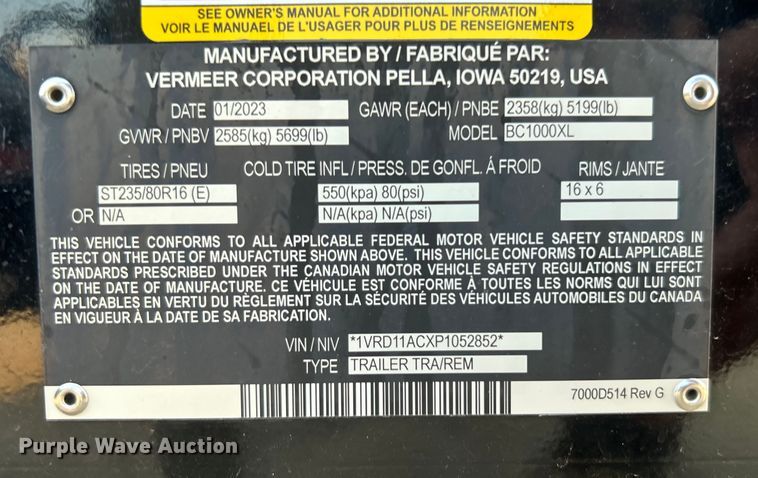 SEE OWNER'S MANUAL FOR ADDITIONAL INFORMATION
VOIR LE MANUAEL DE L'USAGER POUR PLUS DE RENSEIGNEMENTS
MANUFACTURED BY / FABRIQUÉ PAR:
VERMEER CORPORATION PELLA, IOWA 50219, USA
DATE 01/2023 GAWR (EACH) / PNBE 2358(kg) 5199(lb)
GVWR / PNBV 2585(kg) 5699(lb) MODEL BC1000XL
TIRES / PNEU COLD TIRE INFL / PRESS. DE GONFL. Á FROID RIMS / JANTE
ST235/80R16 (E) 550(kpa) 80(psi) 16 x 6
OR N/A N/A(kpa) N/A(psi)
THIS VEHICLE CONFORMS TO ALL APPLICABLE FEDERAL MOTOR VEHICLE SAFETY STANDARDS IN
EFFECT ON THE DATE OF MANUFACTURE SHOWN ABOVE. THIS VEHICLE CONFORMS TO ALL APPLICABLE
STANDARDS PRESCRIBED UNDER THE CANADIAN MOTOR VEHICLE SAFETY REGULATIONS IN EFFECT
ON THE DATE OF MANUFACTURE. CE VÉHICULE EST CONFORME À TOUTES LES NORMS QUI LUI SONT
APPLICABLES EN VERTU DU RÈGLEMENT SUR LA SÉCURITÉ DES VÉHICULES AUTOMOBILES DU CANADA
EN VIGUEUR À LA DATE DE SA FABRICATION.
VIN / NIV *1VRD11ACXP1052852*
TYPE TRAILER TRA/REM
7000D514 Rev G
Purple Wave Auction